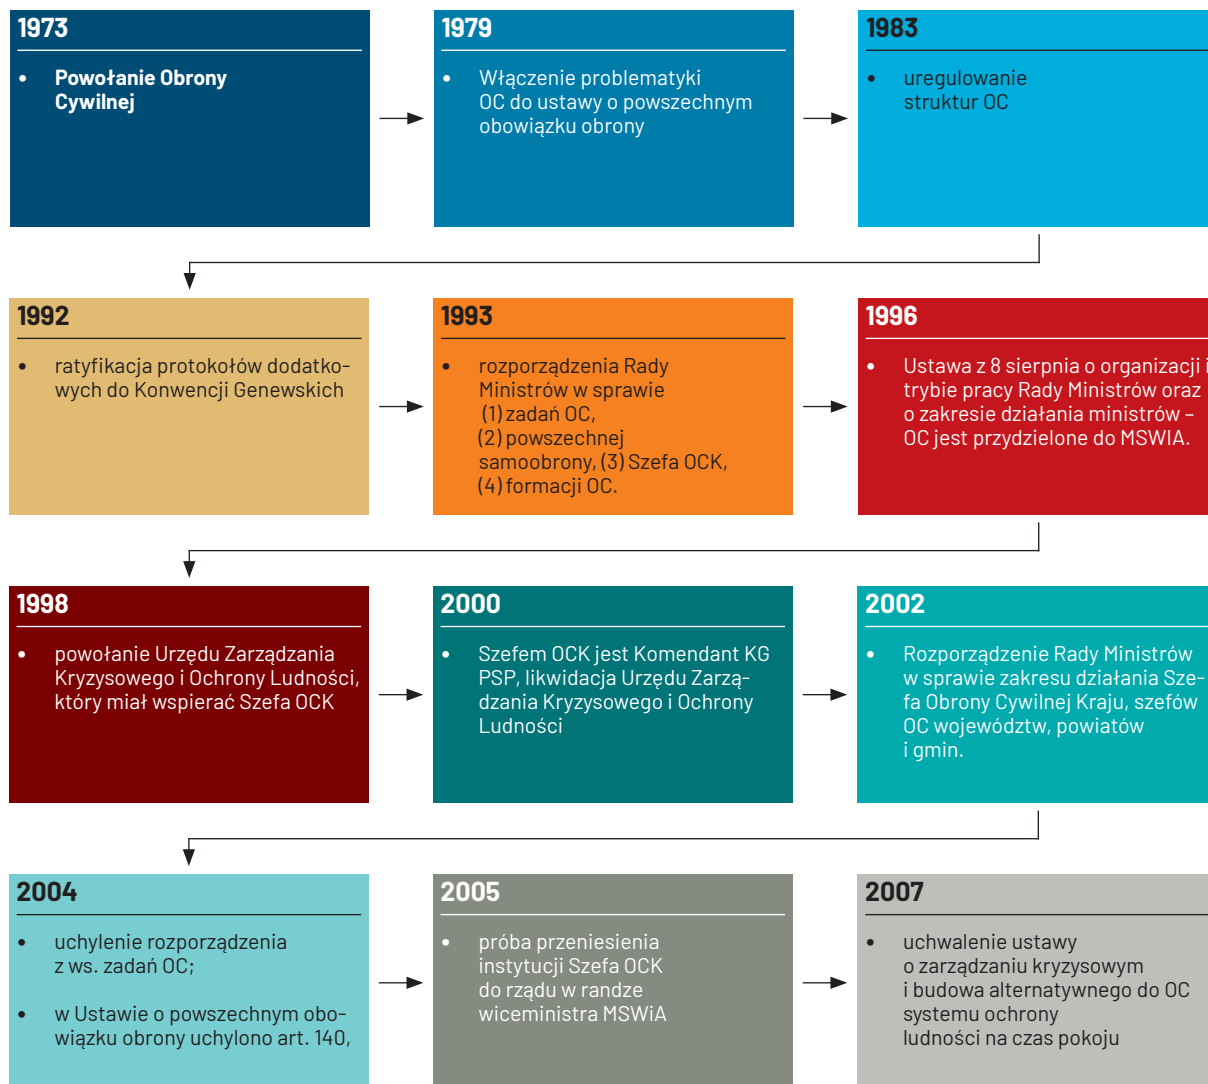 1973
• Powołanie Obrony
Cywilnej
1979
• Włączenie problematyki
OC do ustawy o powszechnym
obowiązku obrony
1983
• uregulowanie
struktur OC
1992
• ratyfikacja protokołów dodatko-
wych do Konwencji Genewskich
1993
• rozporządzenia Rady
Ministrów w sprawie
(1) zadań OC,
(2) powszechnej
samoobrony, (3) Szefa OCK,
(4) formacji OC.
1996
• Ustawa z 8 sierpnia o organizacji i
trybie pracy Rady Ministrów oraz
o zakresie działania ministrów –
OC jest przydzielone do MSWIA.
1998
• powołanie Urzędu Zarządzania
Kryzysowego i Ochrony Ludności,
który miał wspierać Szefa OCK
2000
• Szefem OCK jest Komendant KG
PSP, likwidacja Urzędu Zarzą-
dzania Kryzysowego i Ochrony
Ludności
2002
• Rozporządzenie Rady Ministrów
w sprawie zakresu działania Sze-
fa Obrony Cywilnej Kraju, szefów
OC województw, powiatów
i gmin.
2004
• uchylenie rozporządzenia
z ws. zadań OC;
• w Ustawie o powszechnym obo-
wiązku obrony uchylono art. 140,
2005
• próba przeniesienia
instytucji Szefa OCK
do rządu w randze
wiceministra MSWiA
2007
• uchwalenie ustawy
o zarządzaniu kryzysowym
i budowa alternatywnego do OC
systemu ochrony
ludności na czas pokoju